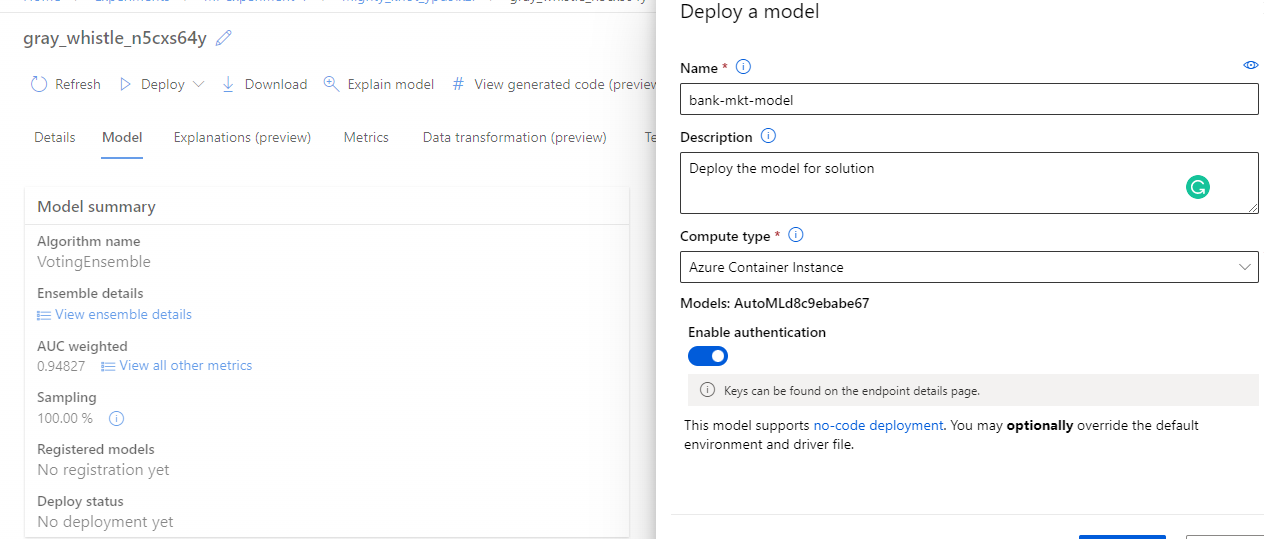 Deploy a model
gray_whistle_n5cxs64y
Refresh
Deploy
Download
Explain model
# View generated code (preview
Details
Model
Explanations (preview)
Metrics
Data transformation (preview)
Model summary
Algorithm name
VotingEnsemble
Ensemble details
View ensemble details
AUC weighted
0.94827
View all other metrics
Sampling
100.00 %
Registered models
No registration yet
Deploy status
No deployment yet
Name *
bank-mkt-model
Description
Deploy the model for solution
Compute type *
Azure Container Instance
Models: AutoMLd8c9ebabe67
Enable authentication
Keys can be found on the endpoint details page.
This model supports no-code deployment. You may optionally override the default
environment and driver file.